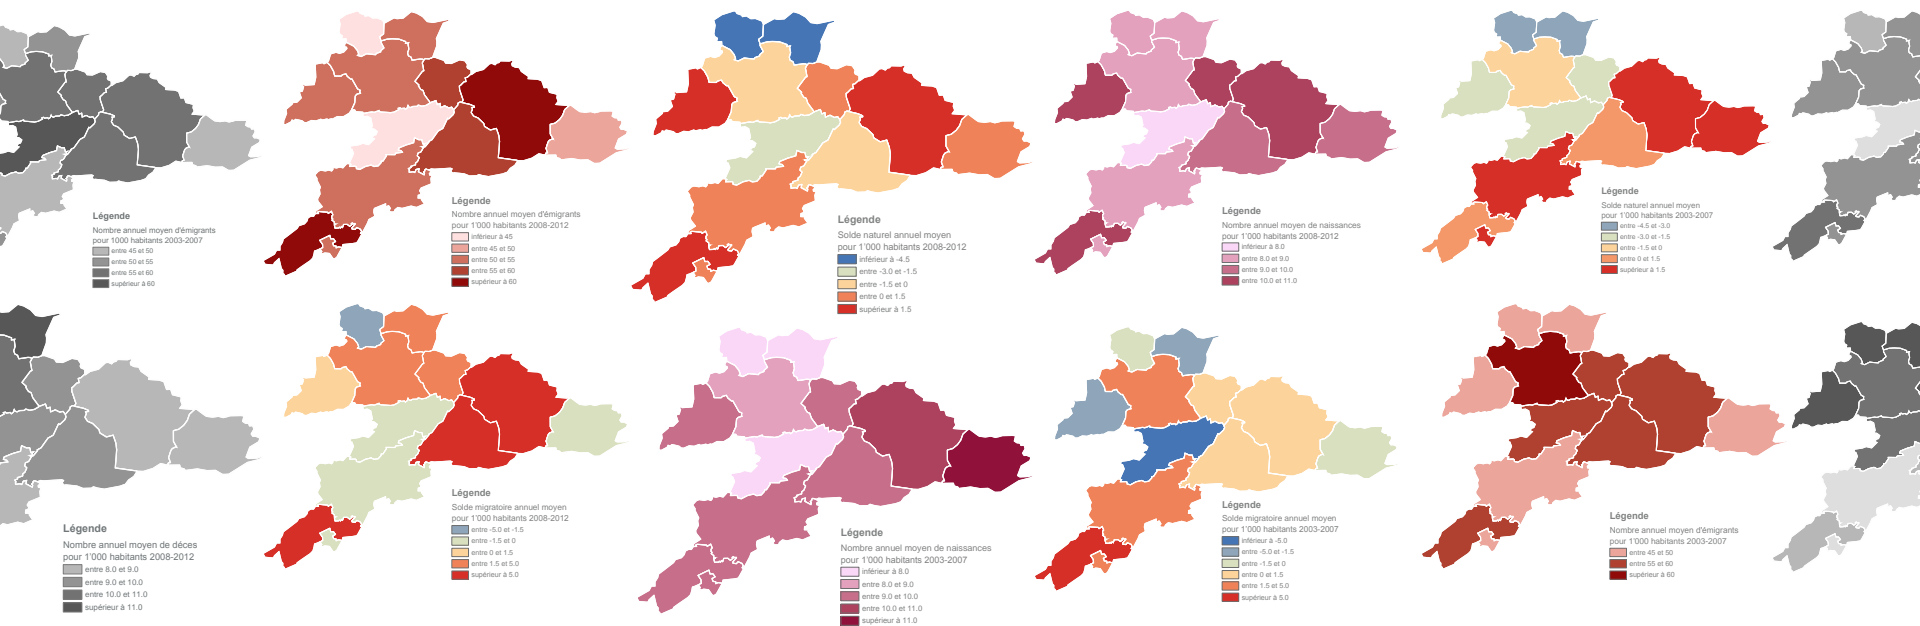 Légende
Nombre annuel moyen d'émigrants
pour 1000 habitants 2003-2007
entre 45 et 50
entre 50 et 55
entre 55 et 60
supérieur à 60
Légende
Nombre annuel moyen d'émigrants
pour 1'000 habitants 2008-2012
inférieur à 45
entre 45 et 50
entre 50 et 55
entre 55 et 60
supérieur à 60
Légende
Solde naturel annuel moyen
pour 1'000 habitants 2008-2012
inférieur à -4.5
entre -3.0 et -1.5
entre -1.5 et 0
entre 0 et 1.5
supérieur à 1.5
Légende
Nombre annuel moyen de naissances
pour 1'000 habitants 2008-2012
inférieur à 8.0
entre 8.0 et 9.0
entre 9.0 et 10.0
entre 10.0 et 11.0
Légende
Solde naturel annuel moyen
pour 1'000 habitants 2003-2007
entre -4.5 et -3.0
entre -3.0 et -1.5
entre -1.5 et 0
entre 0 et 1.5
supérieur à 1.5
Légende
Nombre annuel moyen de déces
pour 1'000 habitants 2008-2012
entre 8.0 et 9.0
entre 9.0 et 10.0
entre 10.0 et 11.0
supérieur à 11.0
Légende
Solde migratoire annuel moyen
pour 1'000 habitants 2008-2012
entre -5.0 et -1.5
entre -1.5 et 0
entre 0 et 1.5
entre 1.5 et 5.0
supérieur à 5.0
Légende
Nombre annuel moyen de naissances
pour 1'000 habitants 2003-2007
inférieur à 8.0
entre 8.0 et 9.0
entre 9.0 et 10.0
entre 10.0 et 11.0
supérieur à 11.0
Légende
Solde migratoire annuel moyen
pour 1'000 habitants 2003-2007
inférieur à -5.0
entre -5.0 et -1.5
entre -1.5 et 0
entre 0 et 1.5
entre 1.5 et 5.0
supérieur à 5.0
Légende
Nombre annuel moyen d'émigrants
pour 1'000 habitants 2003-2007
entre 45 et 50
entre 55 et 60
supérieur à 60